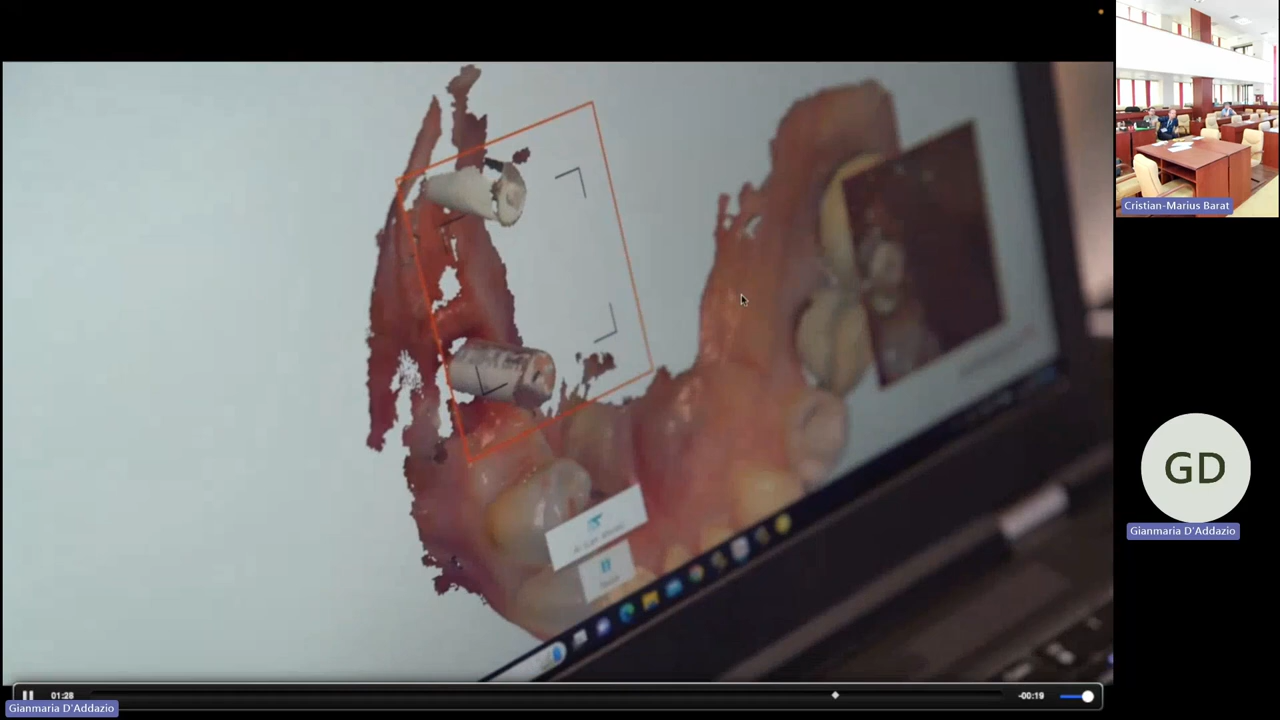 Cristian-Marius Barat
GD
Gianmaria D'Addazio
01:28
-00:19
Gianmaria D'Addazio